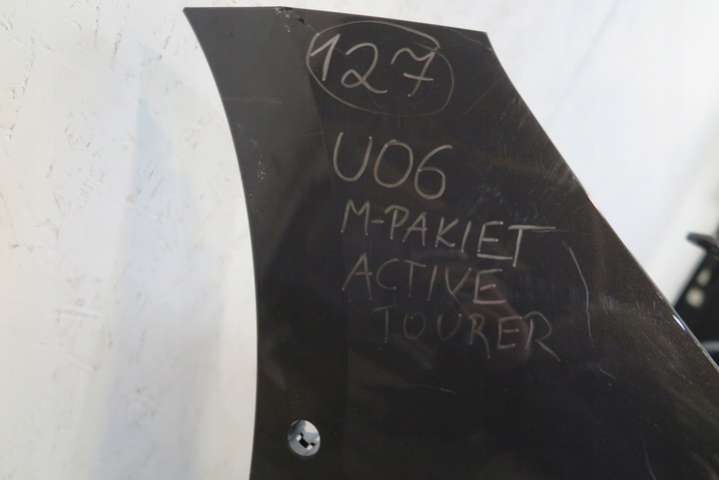 127
U06
M-PAKIET
ACTIVE
TOURER